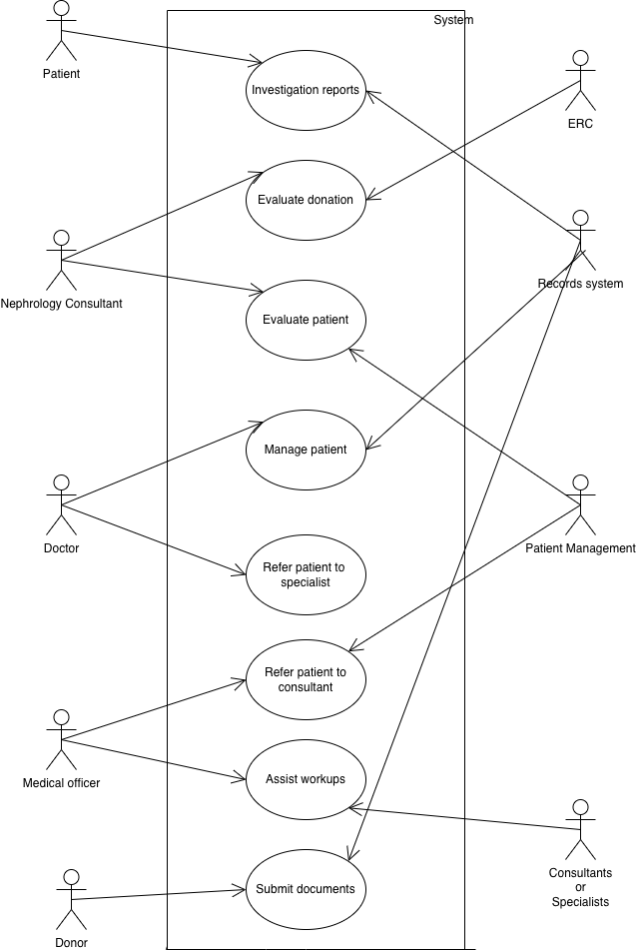 System
Patient
Investigation reports
ERC
Evaluate donation
Nephrology Consultant
Records system
Evaluate patient
Manage patient
Doctor
Patient Management
Refer patient to
specialist
Refer patient to
consultant
Medical officer
Assist workups
Consultants
or
Specialists
Submit documents
Donor